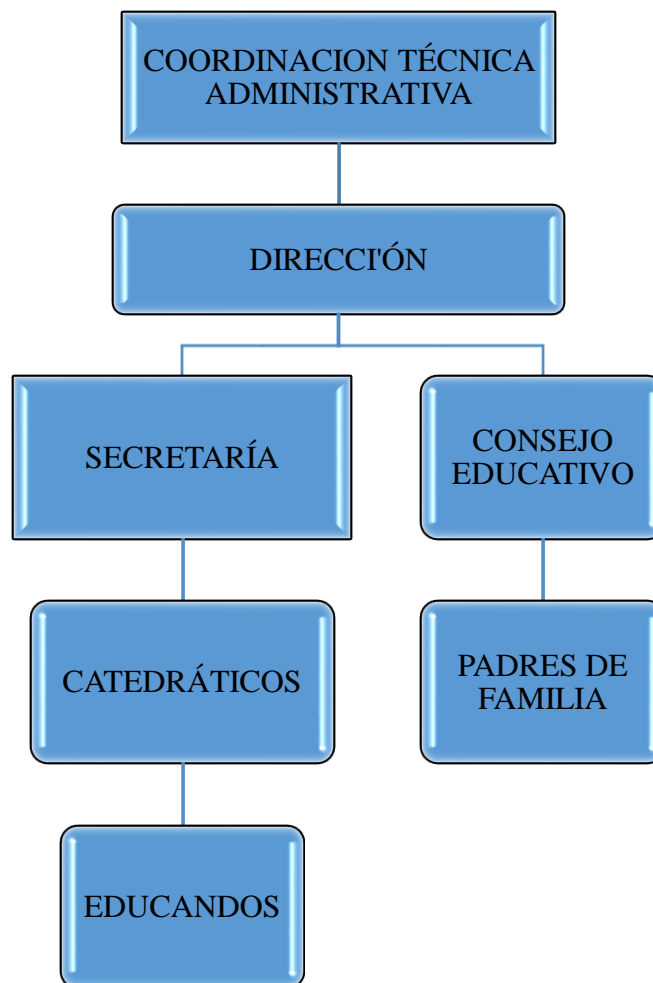 COORDINACION TÉCNICA
ADMINISTRATIVA
DIRECCI'ÓN
SECRETARÍA
CONSEJO
EDUCATIVO
CATEDRÁTICOS
PADRES DE
FAMILIA
EDUCANDOS